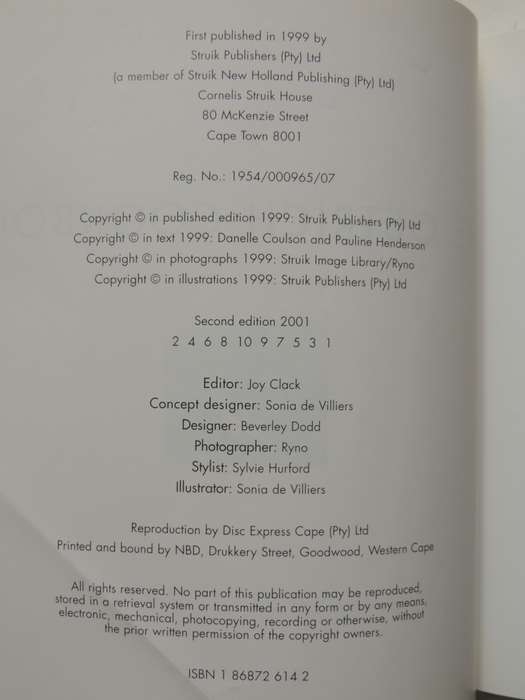 First published in 1999 by
Struik Publishers (Pty) Ltd
(a member of Struik New Holland Publishing (Pty) Ltd)
Cornelis Struik House
80 McKenzie Street
Cape Town 8001
Reg. No.: 1954/000965/07
Copyright © in published edition 1999: Struik Publishers (Pty) Ltd
Copyright © in text 1999: Danelle Coulson and Pauline Henderson
Copyright © in photographs 1999: Struik Image Library/Ryno
Copyright © in illustrations 1999: Struik Publishers (Pty) Ltd
Second edition 2001
2 4 6 8 10 9 7 5 3 1
Editor: Joy Clack
Concept designer: Sonia de Villiers
Designer: Beverley Dodd
Photographer: Ryno
Stylist: Sylvie Hurford
Illustrator: Sonia de Villiers
Reproduction by Disc Express Cape (Pty) Ltd
Printed and bound by NBD, Drukkery Street, Goodwood, Western Cape
All rights reserved. No part of this publication may be reproduced,
stored in a retrieval system or transmitted in any form or by any means,
electronic, mechanical, photocopying, recording or otherwise, without
the prior written permission of the copyright owners.
ISBN 1 86872 614 2